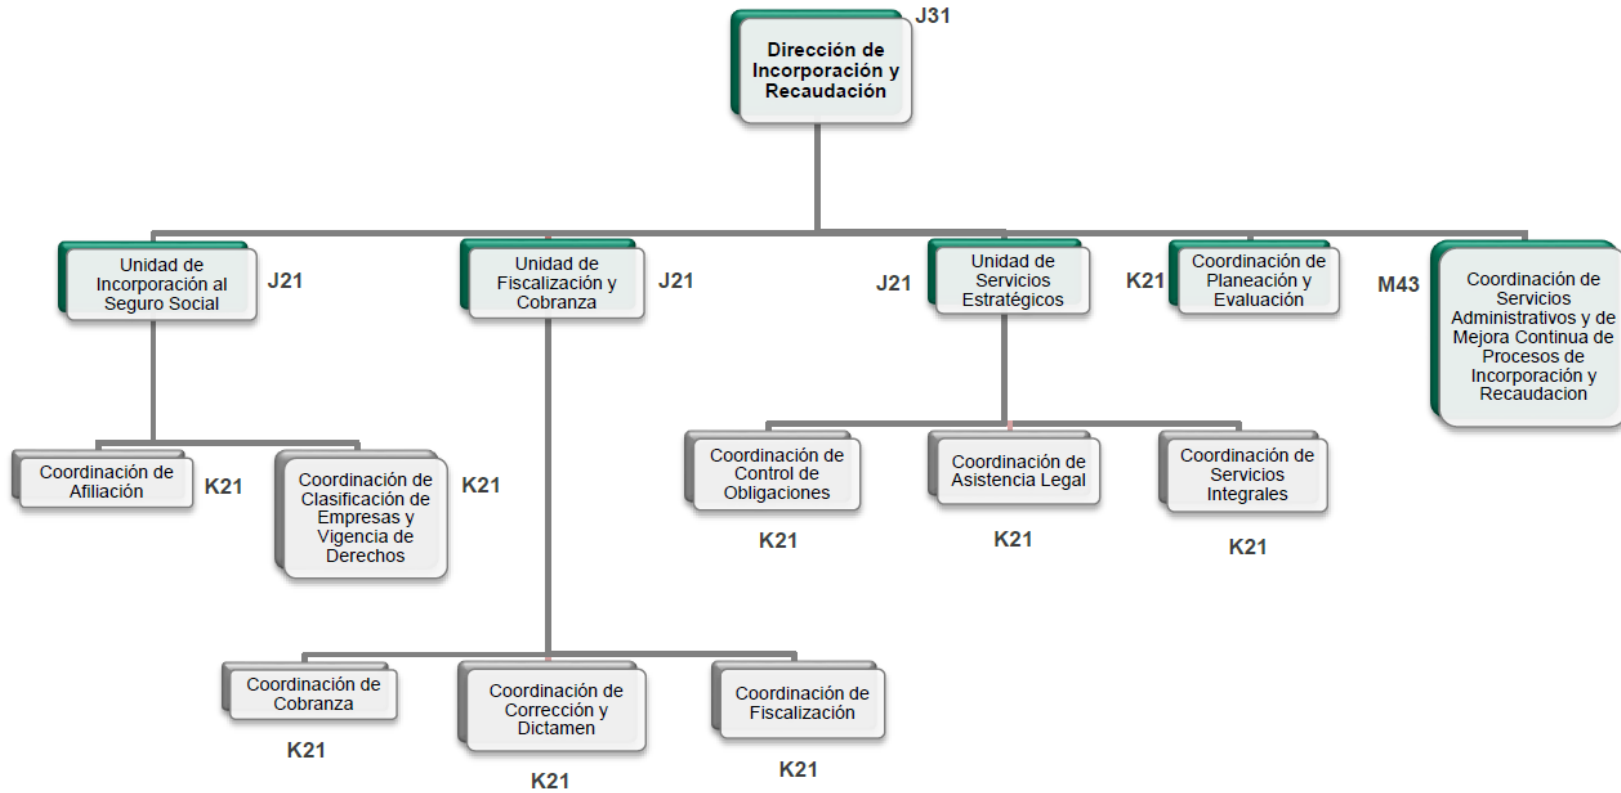 J31
Dirección de
Incorporación y
Recaudación
Unidad de
Incorporación al
Seguro Social
J21
Unidad de
Fiscalización y
Cobranza
J21
J21
Unidad de
Servicios
Estratégicos
K21
Coordinación de
Planeación y
Evaluación
M43
Coordinación de
Servicios
Administrativos y de
Mejora Continua de
Procesos de
Incorporación y
Recaudacion
Coordinación de
Afiliación
K21
Coordinación de
Clasificación de
Empresas y
Vigencia de
Derechos
K21
Coordinación de
Control de
Obligaciones
K21
Coordinación de
Asistencia Legal
K21
Coordinación de
Servicios
Integrales
K21
Coordinación de
Cobranza
K21
Coordinación de
Corrección y
Dictamen
K21
Coordinación de
Fiscalización
K21